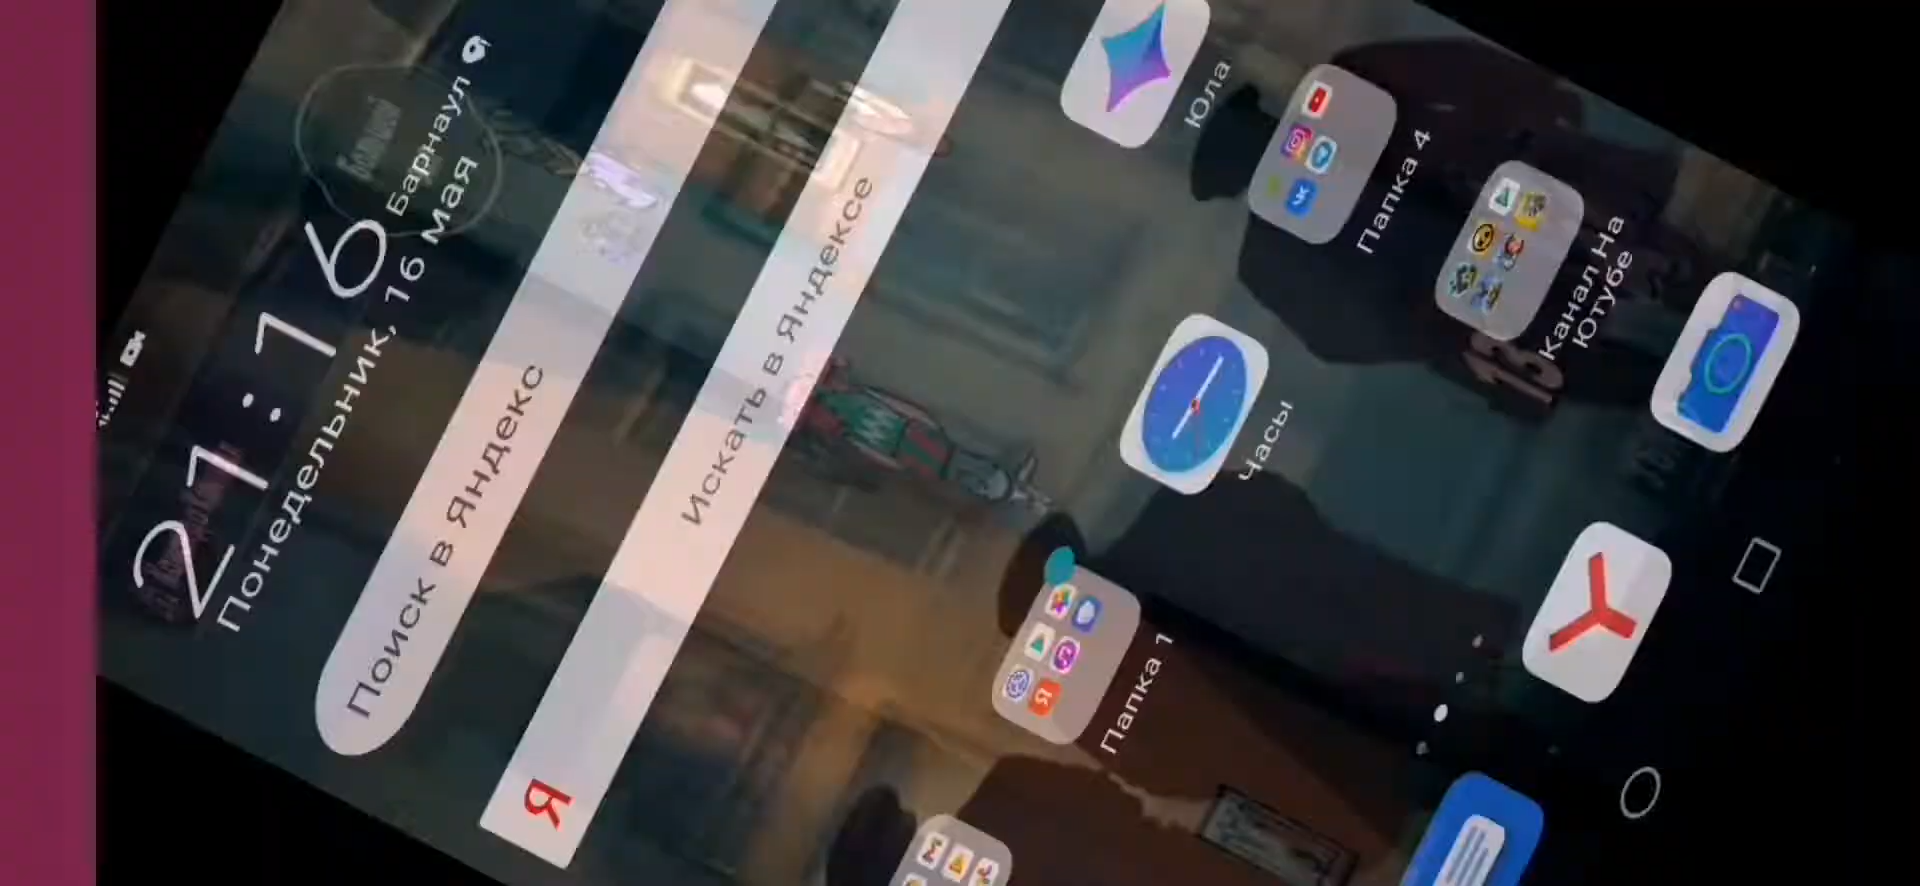 21:16
Барнаул
Понедельник, 16 мая
Поиск в Яндекс
Я Искать в Яндексе
Юла
Папка 4
Канал На
Ютубе
Часы
Папка 1
13